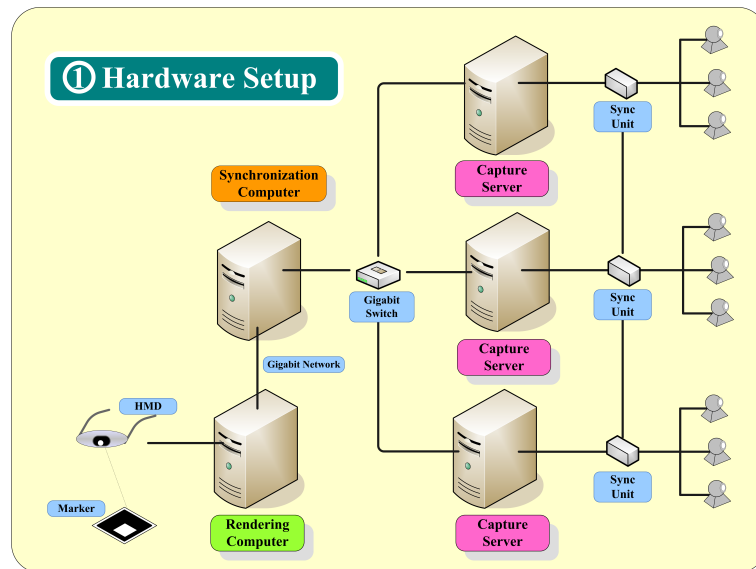 ① Hardware Setup
Sync
Unit
Synchronization
Computer
Capture
Server
Gigabit
Switch
Sync
Unit
Capture
Server
Gigabit Network
HMD
Sync
Unit
Marker
Rendering
Computer
Capture
Server